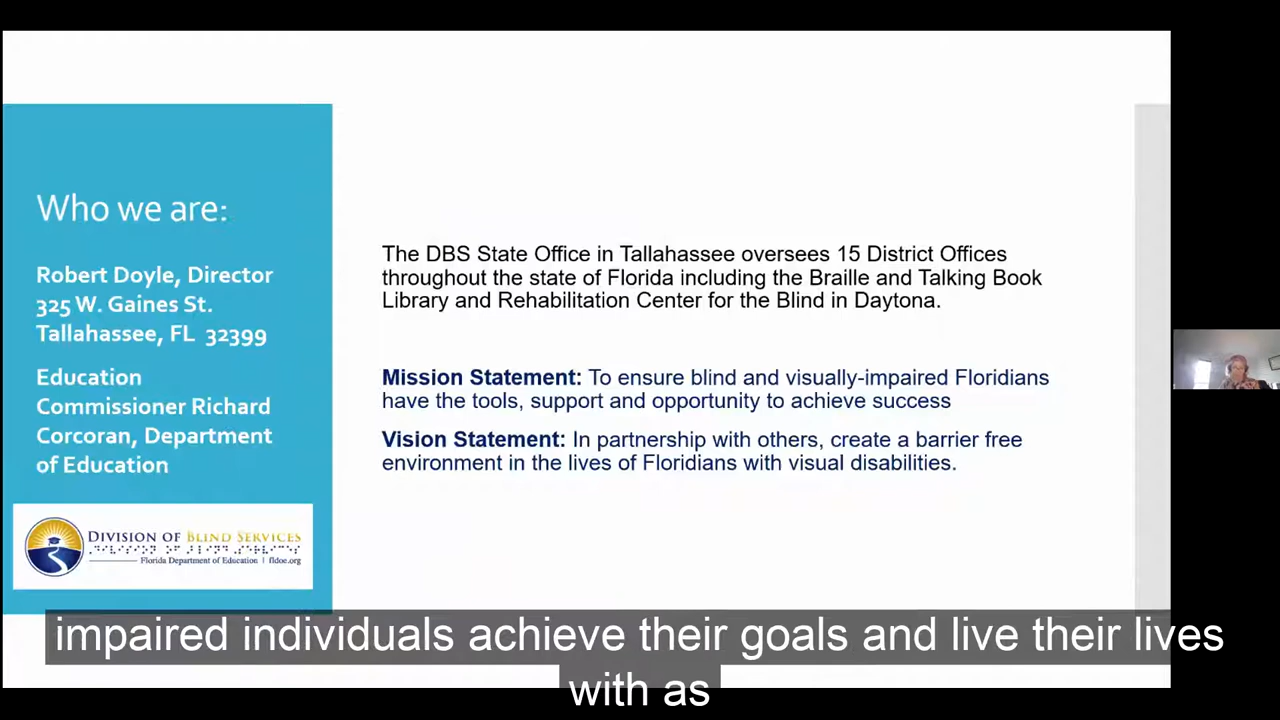 Who we are:
Robert Doyle, Director
325 W. Gaines St.
Tallahassee, FL 32399
Education
Commissioner Richard
Corcoran, Department
of Education
DIVISION OF BLIND SERVICES
Florida Department of Education | fldoe.org
The DBS State Office in Tallahassee oversees 15 District Offices
throughout the state of Florida including the Braille and Talking Book
Library and Rehabilitation Center for the Blind in Daytona.
Mission Statement: To ensure blind and visually-impaired Floridians
have the tools, support and opportunity to achieve success
Vision Statement: In partnership with others, create a barrier free
environment in the lives of Floridians with visual disabilities.
impaired individuals achieve their goals and live their lives
with as